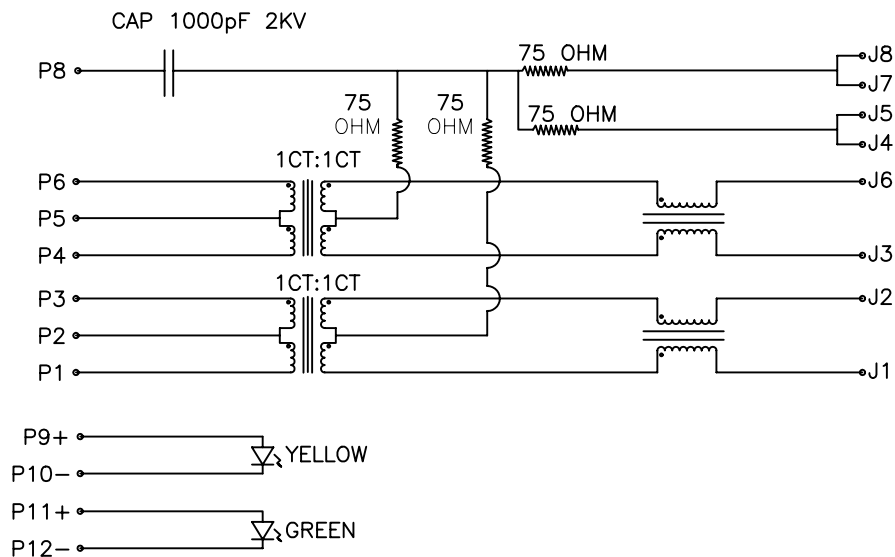 CAP 1000pF 2KV
P8
75 OHM
J8
J7
75
OHM
75
OHM
75 OHM
J5
J4
1CT:1CT
P6
J6
P5
P4
J3
1CT:1CT
P3
J2
P2
P1
J1
P9+
YELLOW
P10-
P11+
GREEN
P12-